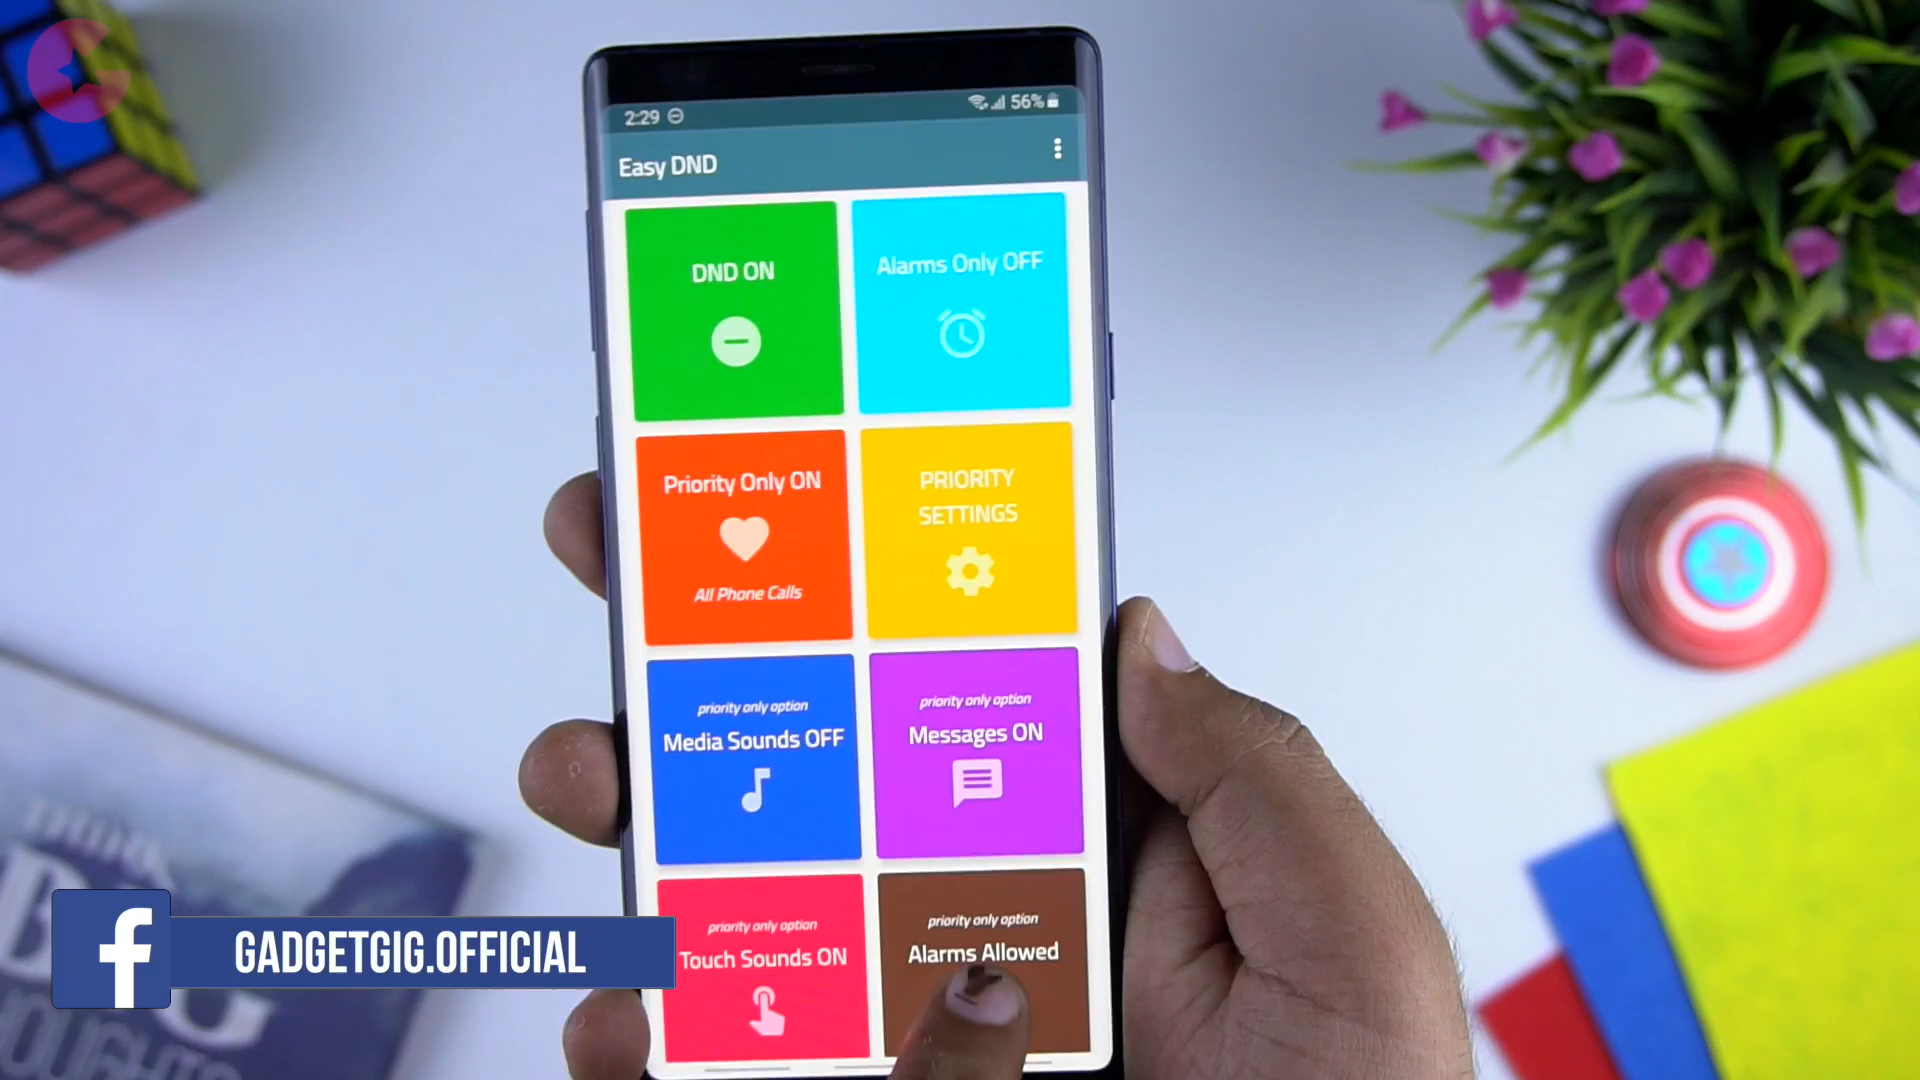 2:29
56%
Easy DND
DND ON
Alarms Only OFF
Priority Only ON
All Phone Calls
PRIORITY
SETTINGS
priority only option
Media Sounds OFF
priority only option
Messages ON
priority only option
Touch Sounds ON
priority only option
Alarms Allowed
BIG
THOUGHTS
f GADGETGIG.OFFICIAL